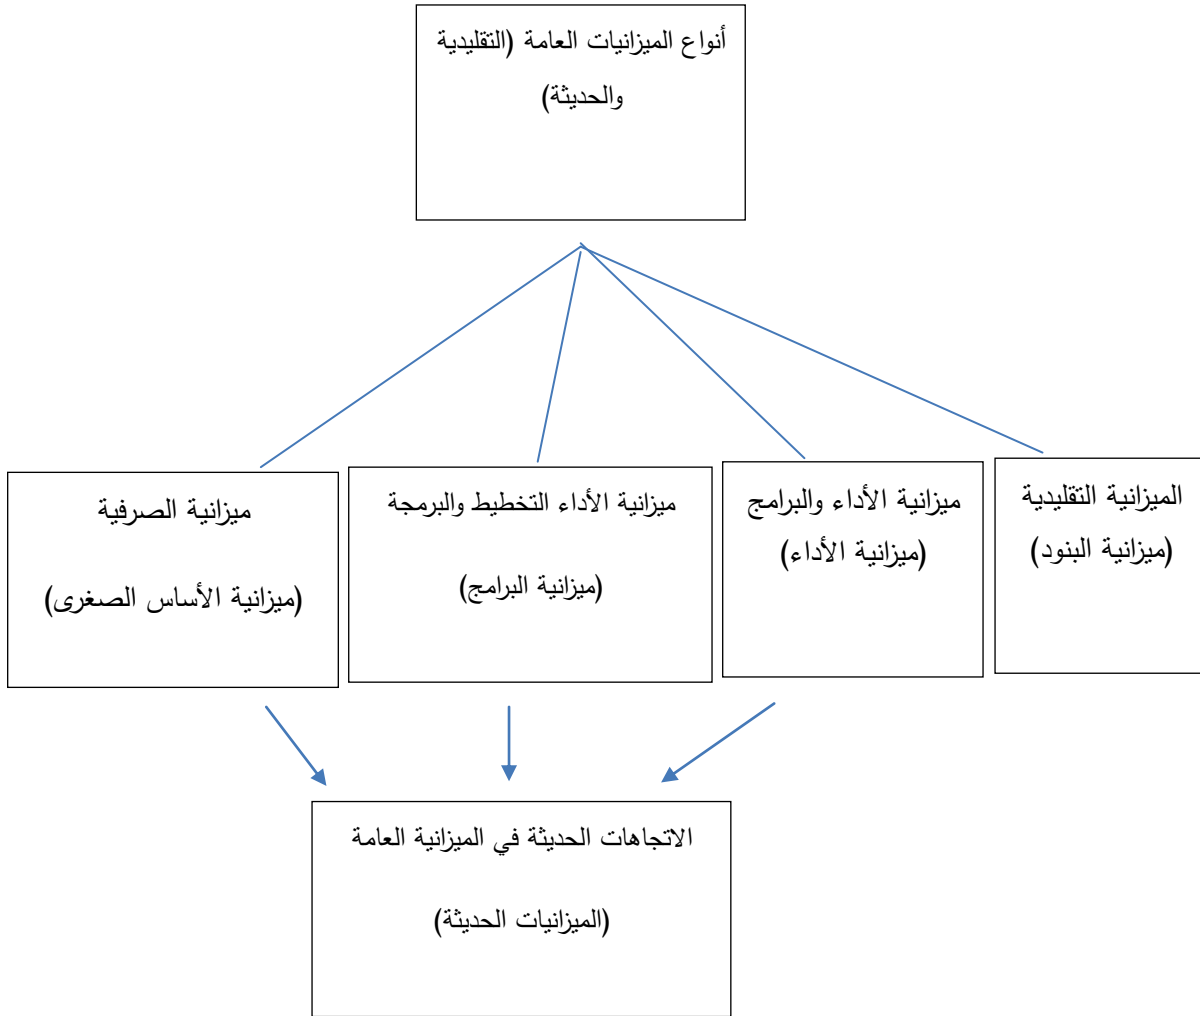 أنواع الميزانيات العامة (التقليدية
والحديثة)
الميزانية التقليدية
(ميزانية البنود)
ميزانية الأداء والبرامج
(ميزانية الأداء)
ميزانية الأداء التخطيط والبرمجة
(ميزانية البرامج)
ميزانية الصرفية
(ميزانية الأساس الصغرى)
الاتجاهات الحديثة في الميزانية العامة
(الميزانيات الحديثة)